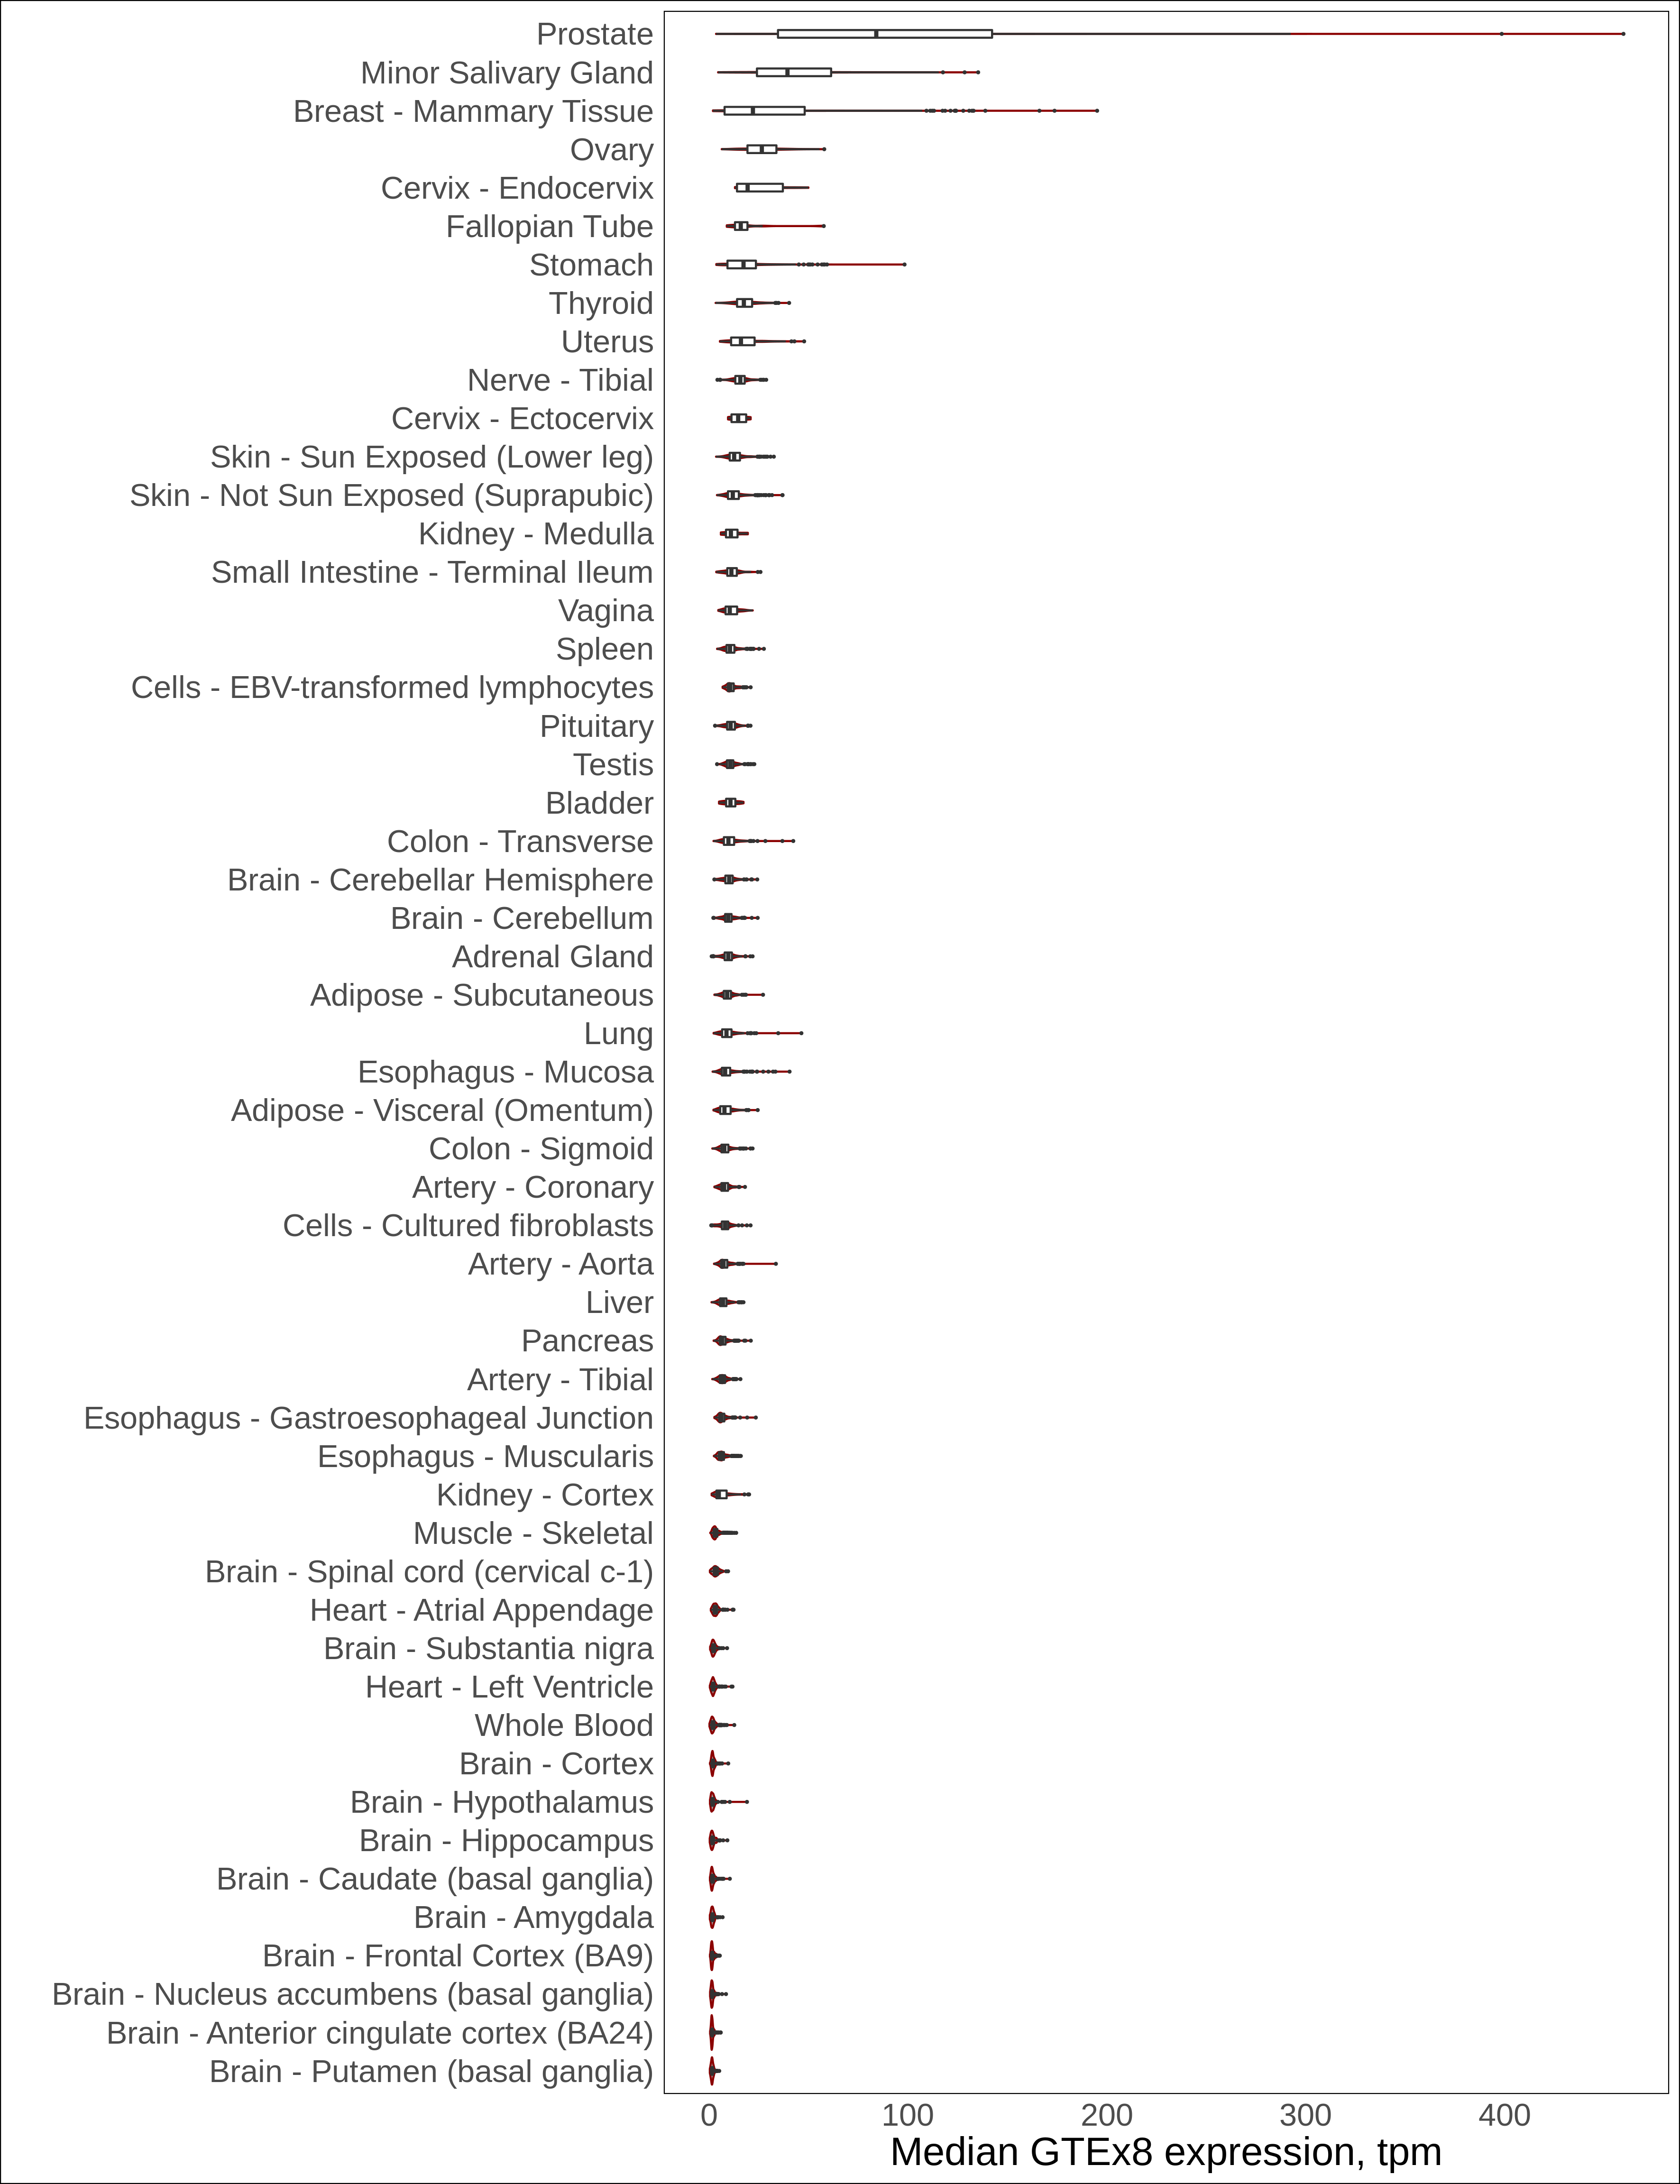 Prostate
Minor Salivary Gland
Breast - Mammary Tissue
Ovary
Cervix - Endocervix
Fallopian Tube
Stomach
Thyroid
Uterus
Nerve - Tibial
Cervix - Ectocervix
Skin - Sun Exposed (Lower leg)
Skin - Not Sun Exposed (Suprapubic)
Kidney - Medulla
Small Intestine - Terminal Ileum
Vagina
Spleen
Cells - EBV-transformed lymphocytes
Pituitary
Testis
Bladder
Colon - Transverse
Brain - Cerebellar Hemisphere
Brain - Cerebellum
Adrenal Gland
Adipose - Subcutaneous
Lung
Esophagus - Mucosa
Adipose - Visceral (Omentum)
Colon - Sigmoid
Artery - Coronary
Cells - Cultured fibroblasts
Artery - Aorta
Liver
Pancreas
Artery - Tibial
Esophagus - Gastroesophageal Junction
Esophagus - Muscularis
Kidney - Cortex
Muscle - Skeletal
Brain - Spinal cord (cervical c-1)
Heart - Atrial Appendage
Brain - Substantia nigra
Heart - Left Ventricle
Whole Blood
Brain - Cortex
Brain - Hypothalamus
Brain - Hippocampus
Brain - Caudate (basal ganglia)
Brain - Amygdala
Brain - Frontal Cortex (BA9)
Brain - Nucleus accumbens (basal ganglia)
Brain - Anterior cingulate cortex (BA24)
Brain - Putamen (basal ganglia)
0 100 200 300 400
Median GTEx8 expression, tpm